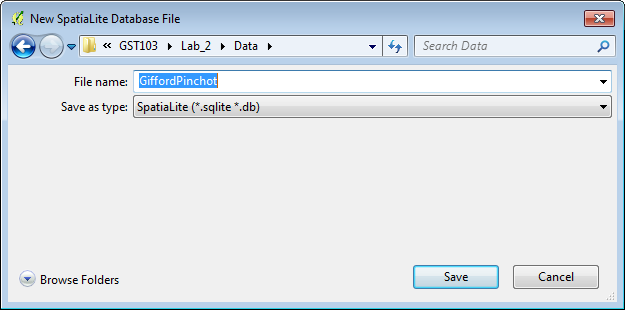 New SpatiaLite Database File
« GST103 Lab_2 Data Search Data
File name: GiffordPinchot
Save as type: SpatiaLite (*.sqlite *.db)
Browse Folders Save Cancel